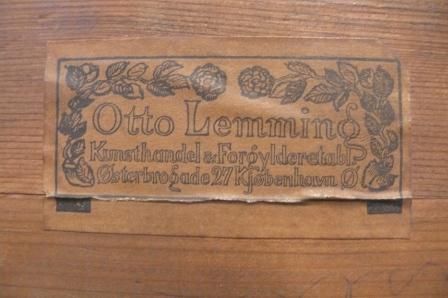 Otto Lemming
Kunsthandel & Forgylderetabl.
Østerbrogade 27 Kjøbenhavn Ø